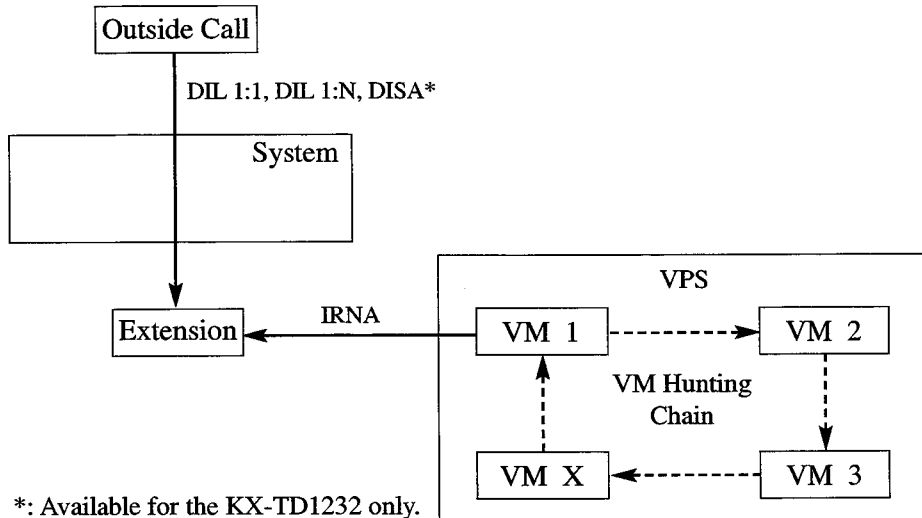 Outside Call
DIL 1:1, DIL 1:N, DISA*
System
VPS
Extension
IRNA
VM 1
VM 2
VM Hunting
Chain
VM X
VM 3
*: Available for the KX-TD1232 only.